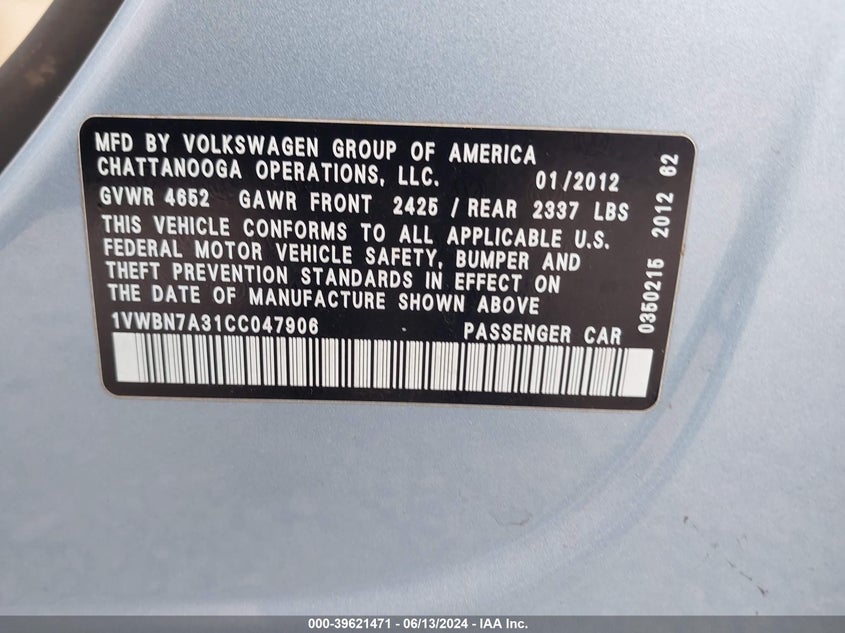 MFD BY VOLKSWAGEN GROUP OF AMERICA
CHATTANOOGA OPERATIONS, LLC. 01/2012
GVWR 4652 GAWR FRONT 2425 / REAR 2337 LBS
THIS VEHICLE CONFORMS TO ALL APPLICABLE U.S.
FEDERAL MOTOR VEHICLE SAFETY, BUMPER AND
THEFT PREVENTION STANDARDS IN EFFECT ON
THE DATE OF MANUFACTURE SHOWN ABOVE
1VWBN7A31CC047906 PASSENGER CAR
0350215 2012 62
000-39621471 - 06/13/2024 - IAA Inc.